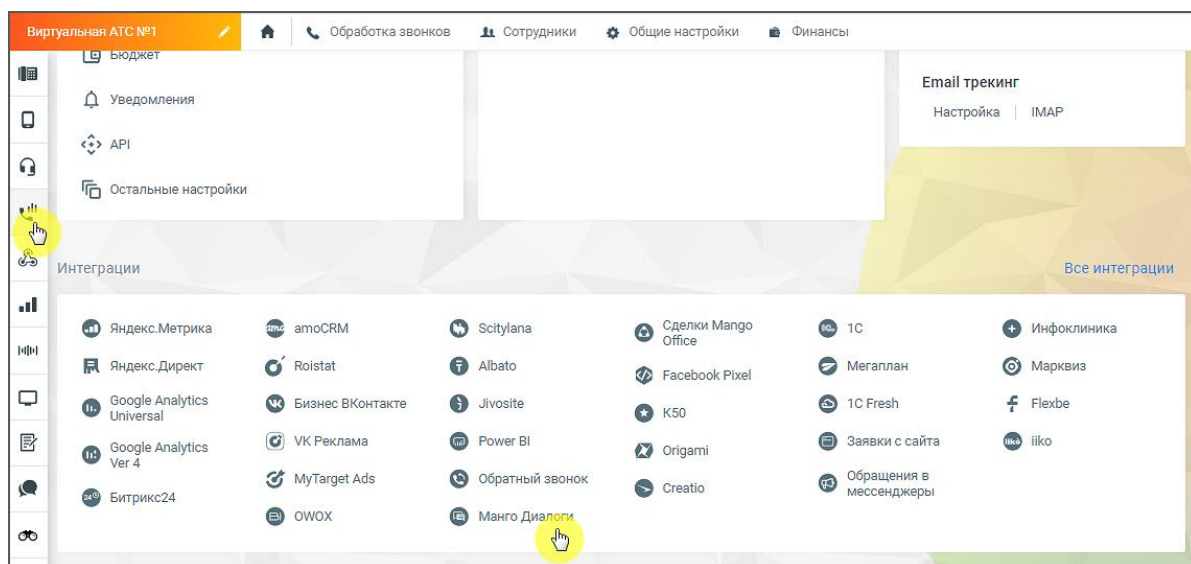 Виртуальная АТС №1
Обработка звонков
Сотрудники
Общие настройки
Финансы
Бюджет
Уведомления
API
Остальные настройки
Email трекинг
Настройка
IMAP
Интеграции
Все интеграции
Яндекс.Метрика
Яндекс.Директ
Google Analytics
Universal
Google Analytics
Ver 4
Битрикс24
amoCRM
Roistat
Бизнес ВКонтакте
VK Реклама
MyTarget Ads
OWOX
Scitylana
Albato
Jivosite
Power BI
Обратный звонок
Манго Диалоги
Сделки Mango
Office
Facebook Pixel
K50
Origami
Creatio
1C
Мегаплан
1C Fresh
Заявки с сайта
Обращения в
мессенджеры
Инфоклиника
Марквиз
Flexbe
iiko